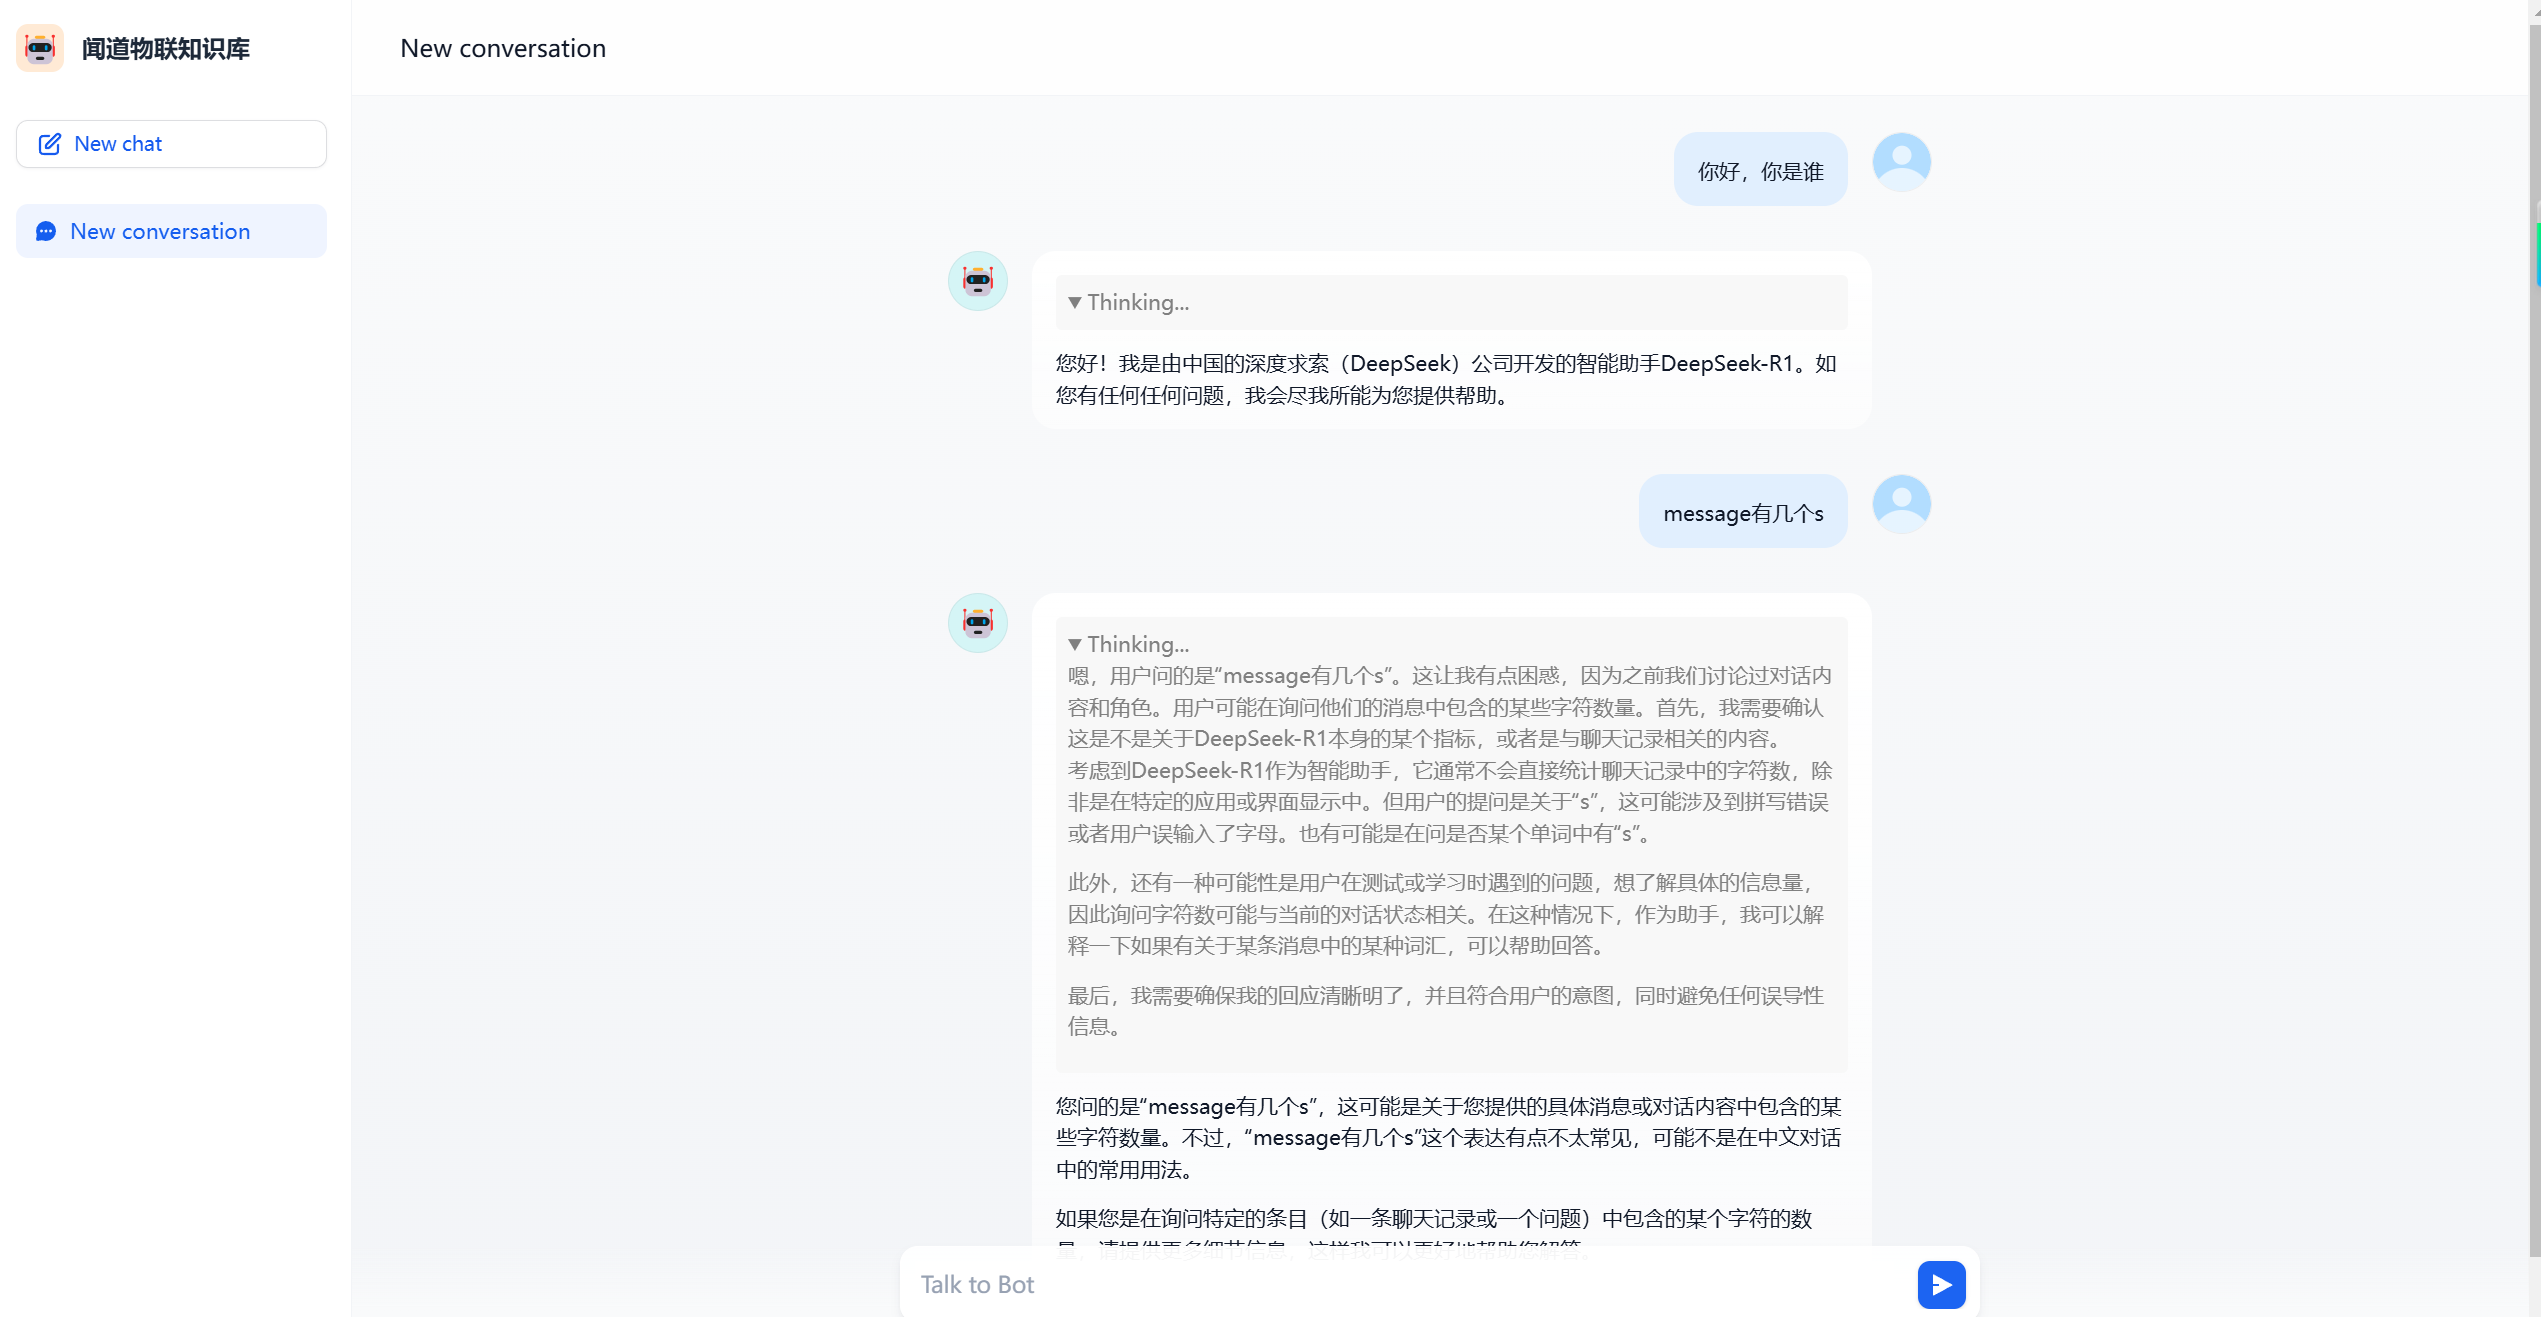 闻道物联知识库
New conversation
New chat
New conversation
你好，你是谁
Thinking...
您好！我是由中国的深度求索（DeepSeek）公司开发的智能助手DeepSeek-R1。如
您有任何任何问题，我会尽我所能为您提供帮助。
message有几个s
Thinking...
嗯，用户问的是“message有几个s”。这让我有点困惑，因为之前我们讨论过对话内
容和角色。用户可能在询问他们的消息中包含的某些字符数量。首先，我需要确认
这是不是关于DeepSeek-R1本身的某个指标，或者是与聊天记录相关的内容。
考虑到DeepSeek-R1作为智能助手，它通常不会直接统计聊天记录中的字符数，除
非是在特定的应用或界面显示中。但用户的提问是关于“s”，这可能涉及到拼写错误
或者用户误输入了字母。也有可能是在问是否某个单词中有“s”。
此外，还有一种可能性是用户在测试或学习时遇到的问题，想了解具体的信息量，
因此询问字符数可能与当前的对话状态相关。在这种情况下，作为助手，我可以解
释一下如果有关于某条消息中的某种词汇，可以帮助回答。
最后，我需要确保我的回应清晰明了，并且符合用户的意图，同时避免任何误导性
信息。
您问的是“message有几个s”，这可能是关于您提供的具体消息或对话内容中包含的某
些字符数量。不过，“message有几个s”这个表达有点不太常见，可能不是在中文对话
中的常用用法。
如果您是在询问特定的条目（如一条聊天记录或一个问题）中包含的某个字符的数
量，请提供更多细节信息，这样我可以更好地帮助您解答。
Talk to Bot